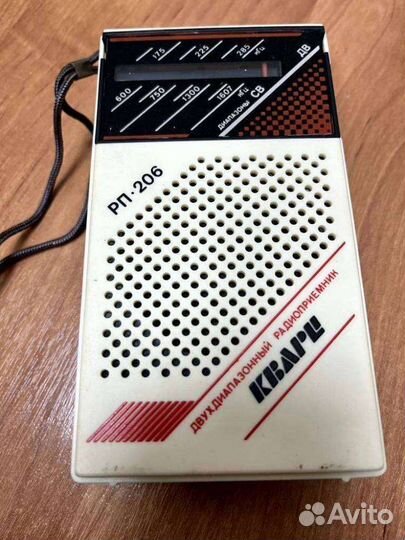 175 225 285 кГц
600 750 1300 1607 кГц
ДИАПАЗОНЫ СВ ДВ
РП-206
ДВУХДИАПАЗОННЫЙ РАДИОПРИЕМНИК
КВАРЦ
Avito